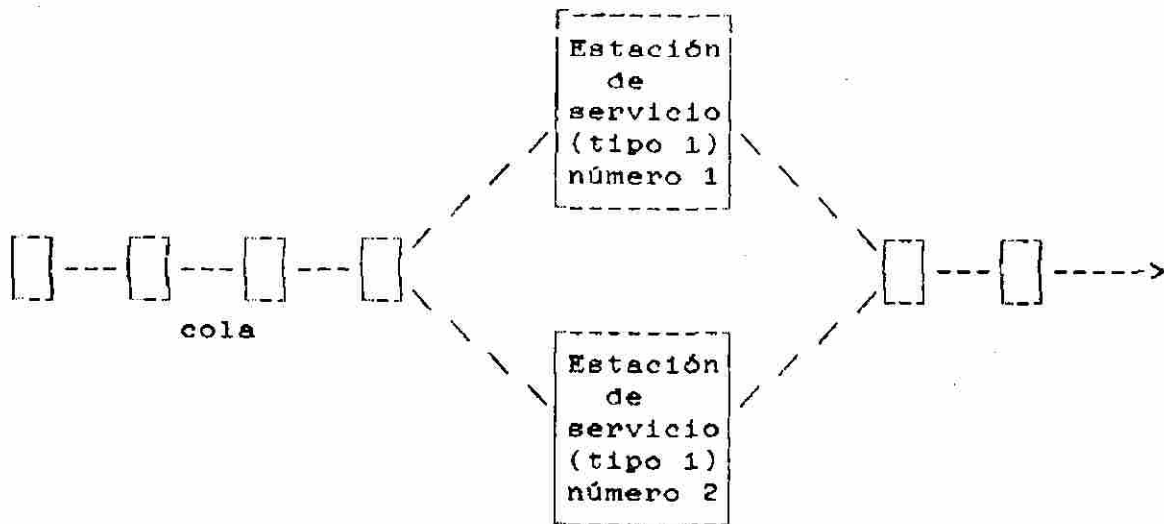 Estación
de
servicio
(tipo 1)
número 1
cola
Estación
de
servicio
(tipo 1)
número 2